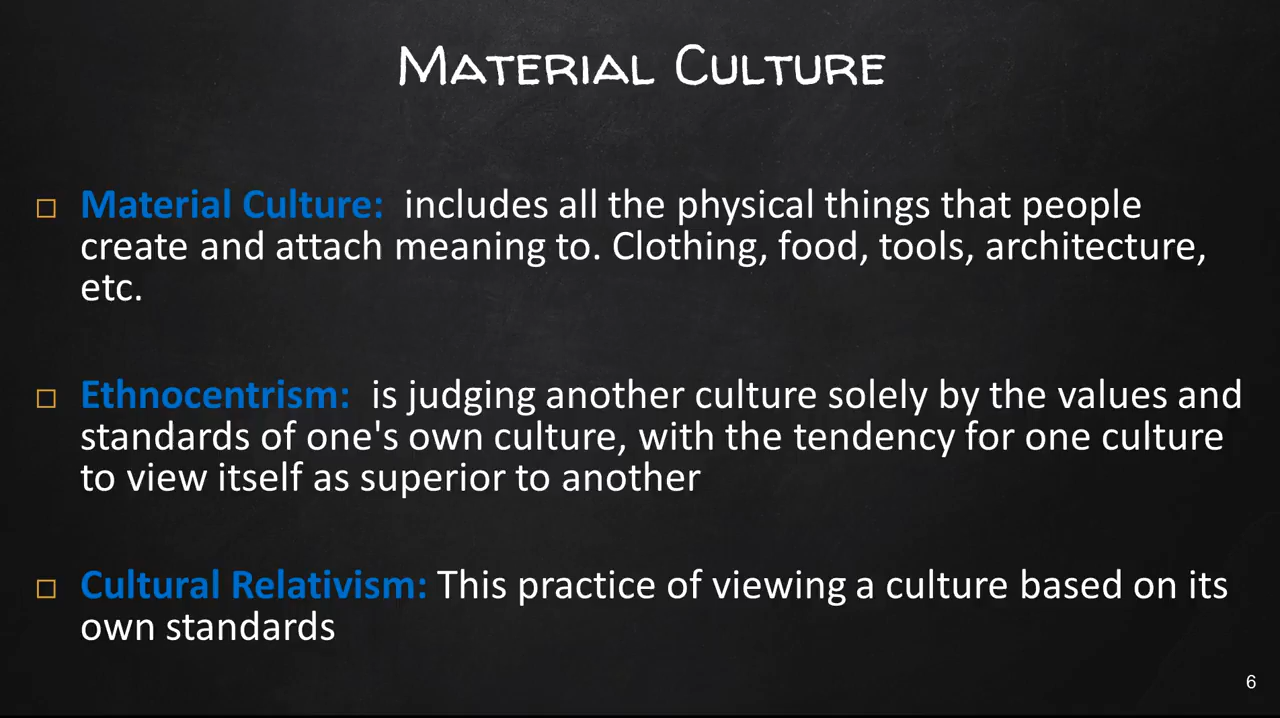 Material Culture
Material Culture: includes all the physical things that people
create and attach meaning to. Clothing, food, tools, architecture,
etc.
Ethnocentrism: is judging another culture solely by the values and
standards of one's own culture, with the tendency for one culture
to view itself as superior to another
Cultural Relativism: This practice of viewing a culture based on its
own standards
6